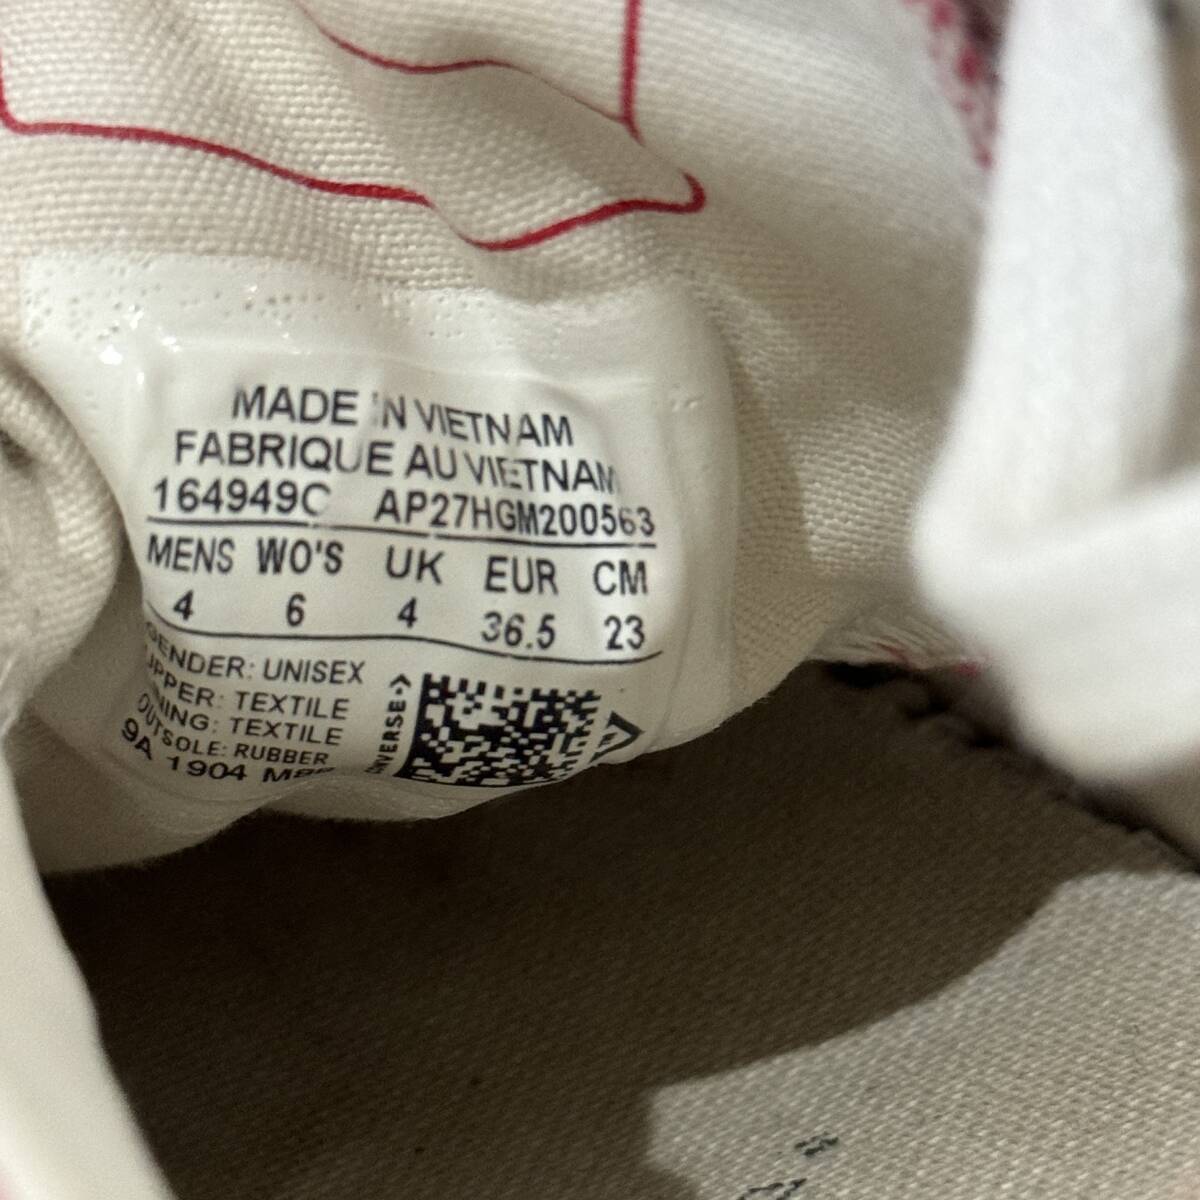 MADE IN VIETNAM
FABRIQUE AU VIETNAM
164949C AP27HGM200563
MENS WO'S UK EUR CM
4 6 4 36.5 23
GENDER: UNISEX
UPPER: TEXTILE
LINING: TEXTILE
OUTSOLE: RUBBER
9A 1904
CONVERSE